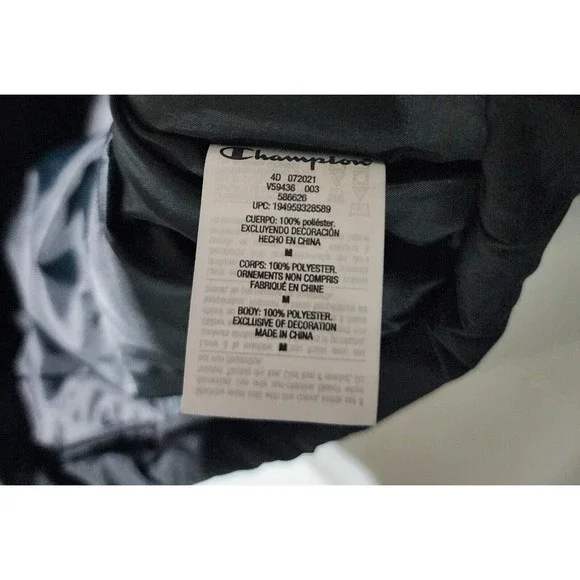 Champion
4D 072021
V59436 003
586626
UPC: 194959328589
CUERPO: 100% poliéster.
EXCLUYENDO DECORACIÓN
HECHO EN CHINA
M
CORPS: 100% POLYESTER.
ORNEMENTS NON COMPRIS
FABRIQUÉ EN CHINE
M
BODY: 100% POLYESTER.
EXCLUSIVE OF DECORATION
MADE IN CHINA
M